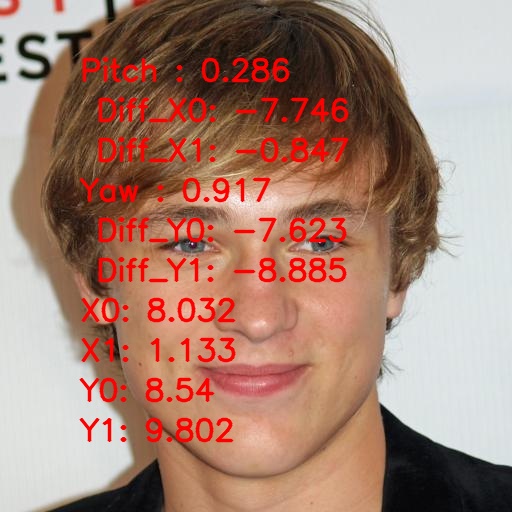 EST
Pitch : 0.286
Diff_X0: -7.746
Diff_X1: -0.847
Yaw : 0.917
Diff_Y0: -7.623
Diff_Y1: -8.885
X0: 8.032
X1: 1.133
Y0: 8.54
Y1: 9.802